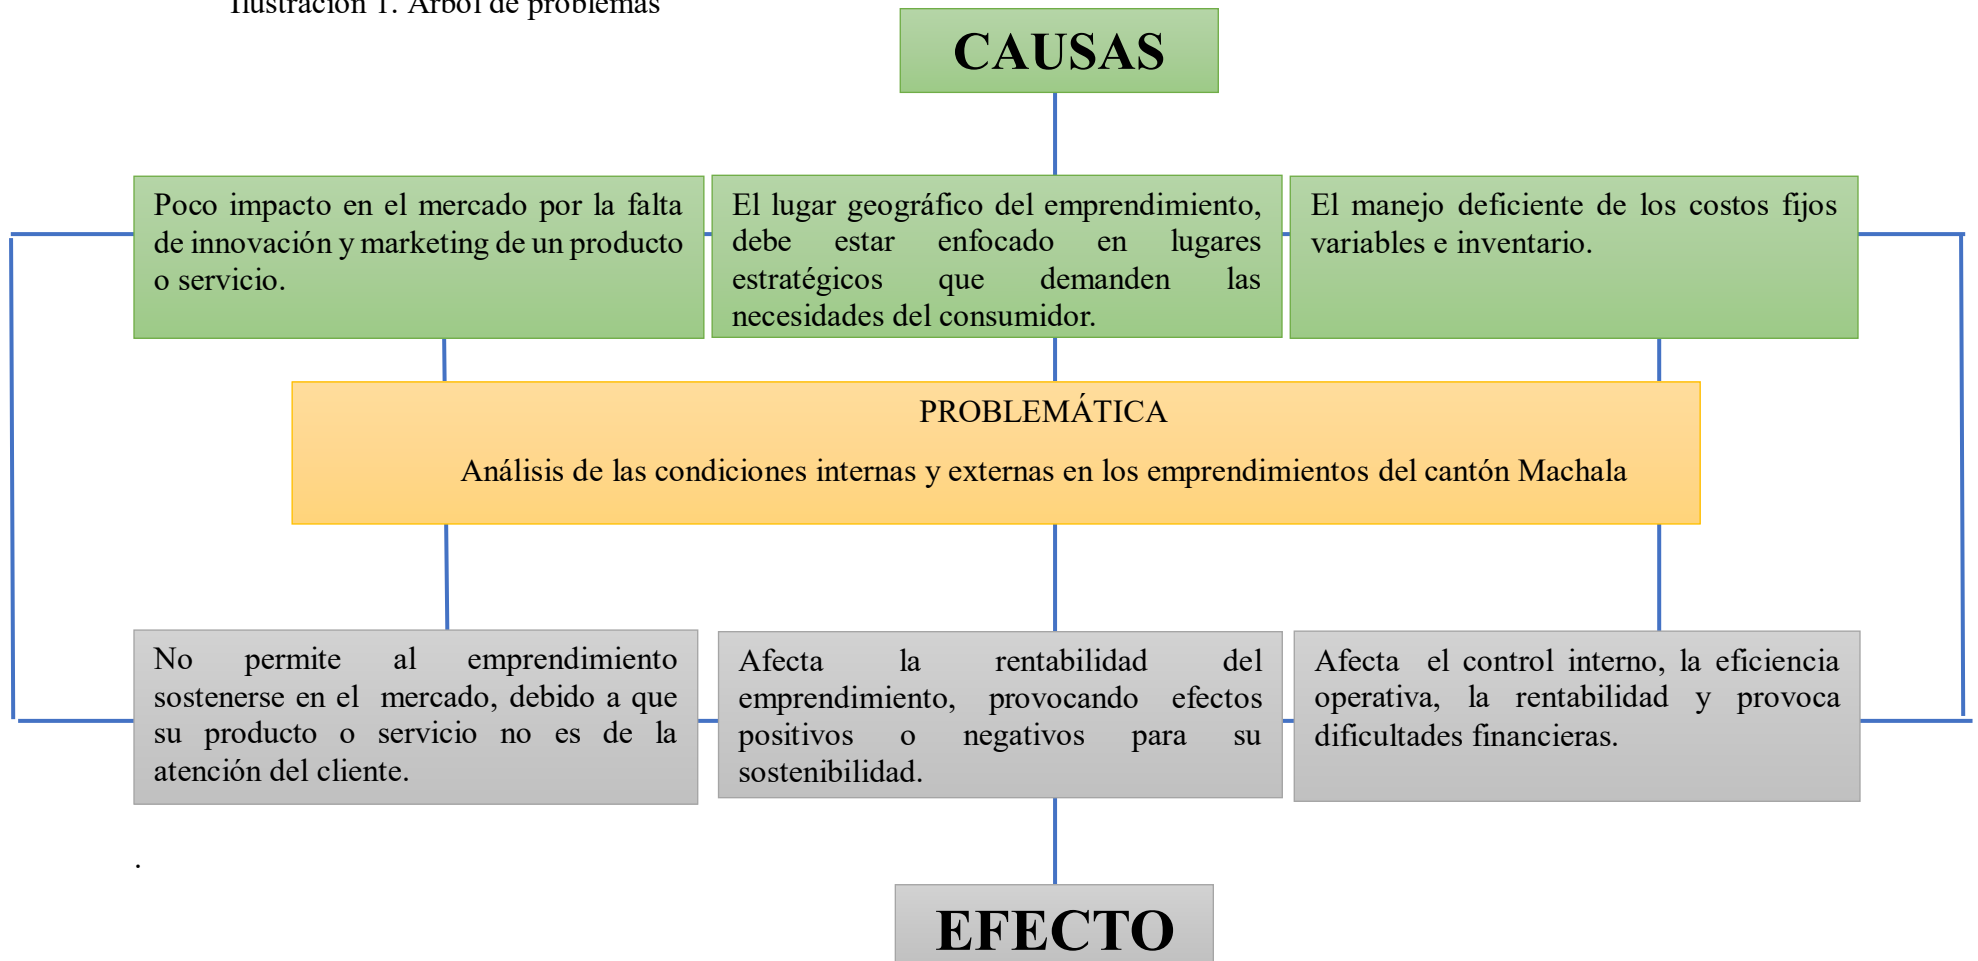 Ilustración 1. Árbol de problemas
CAUSAS
Poco impacto en el mercado por la falta
de innovación y marketing de un producto
o servicio.
El lugar geográfico del emprendimiento,
debe estar enfocado en lugares
estratégicos que demanden las
necesidades del consumidor.
El manejo deficiente de los costos fijos
variables e inventario.
PROBLEMÁTICA
Análisis de las condiciones internas y externas en los emprendimientos del cantón Machala
No permite al emprendimiento
sostenerse en el mercado, debido a que
su producto o servicio no es de la
atención del cliente.
Afecta la rentabilidad del
emprendimiento, provocando efectos
positivos o negativos para su
sostenibilidad.
Afecta el control interno, la eficiencia
operativa, la rentabilidad y provoca
dificultades financieras.
.
EFECTO